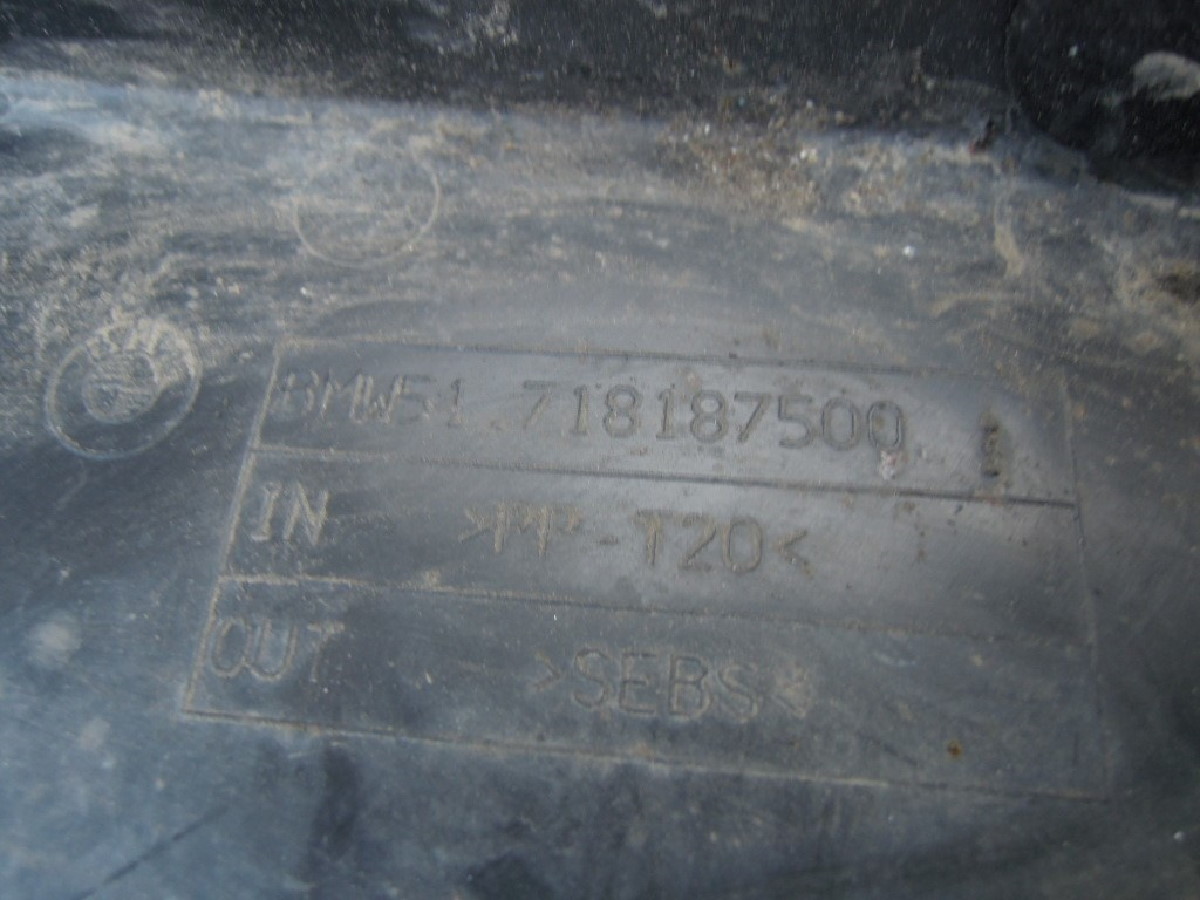 BMW51.718187500
IN >PP-T20<
OUT >SEBS<